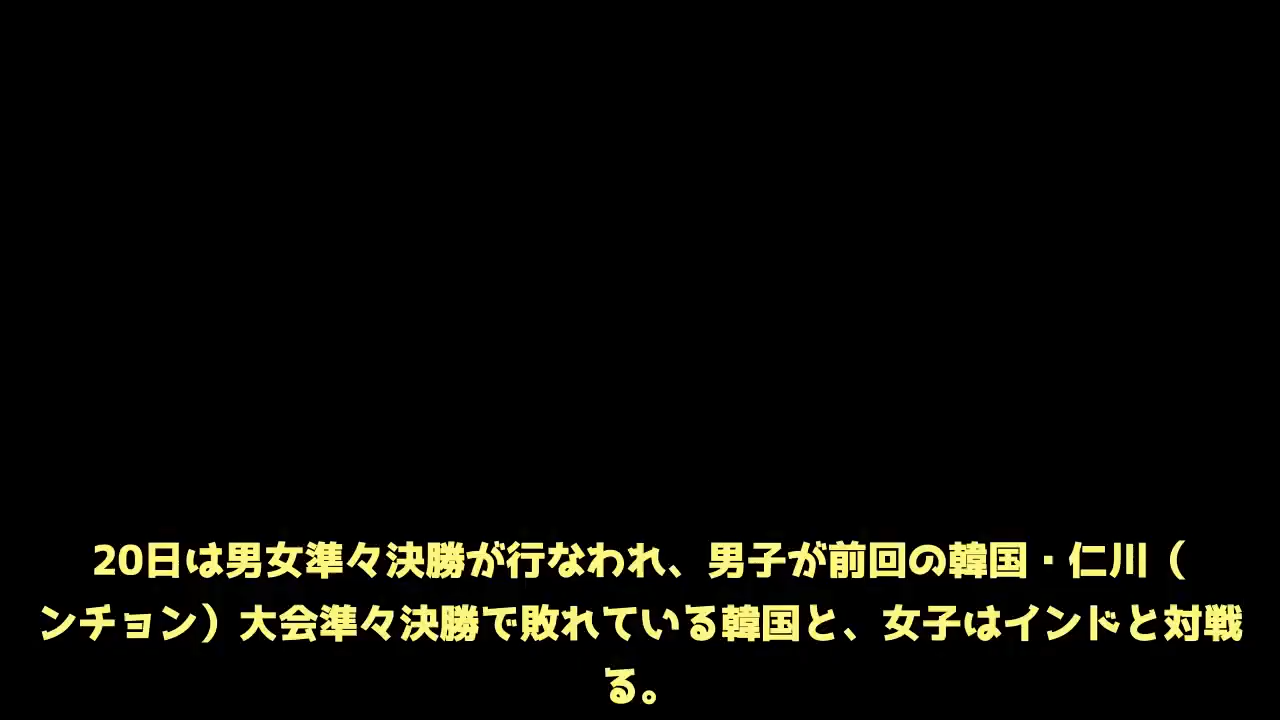 20日は男女準々決勝が行なわれ、男子が前回の韓国・仁川（
ンチョン）大会準々決勝で敗れている韓国と、女子はインドと対戦
る。